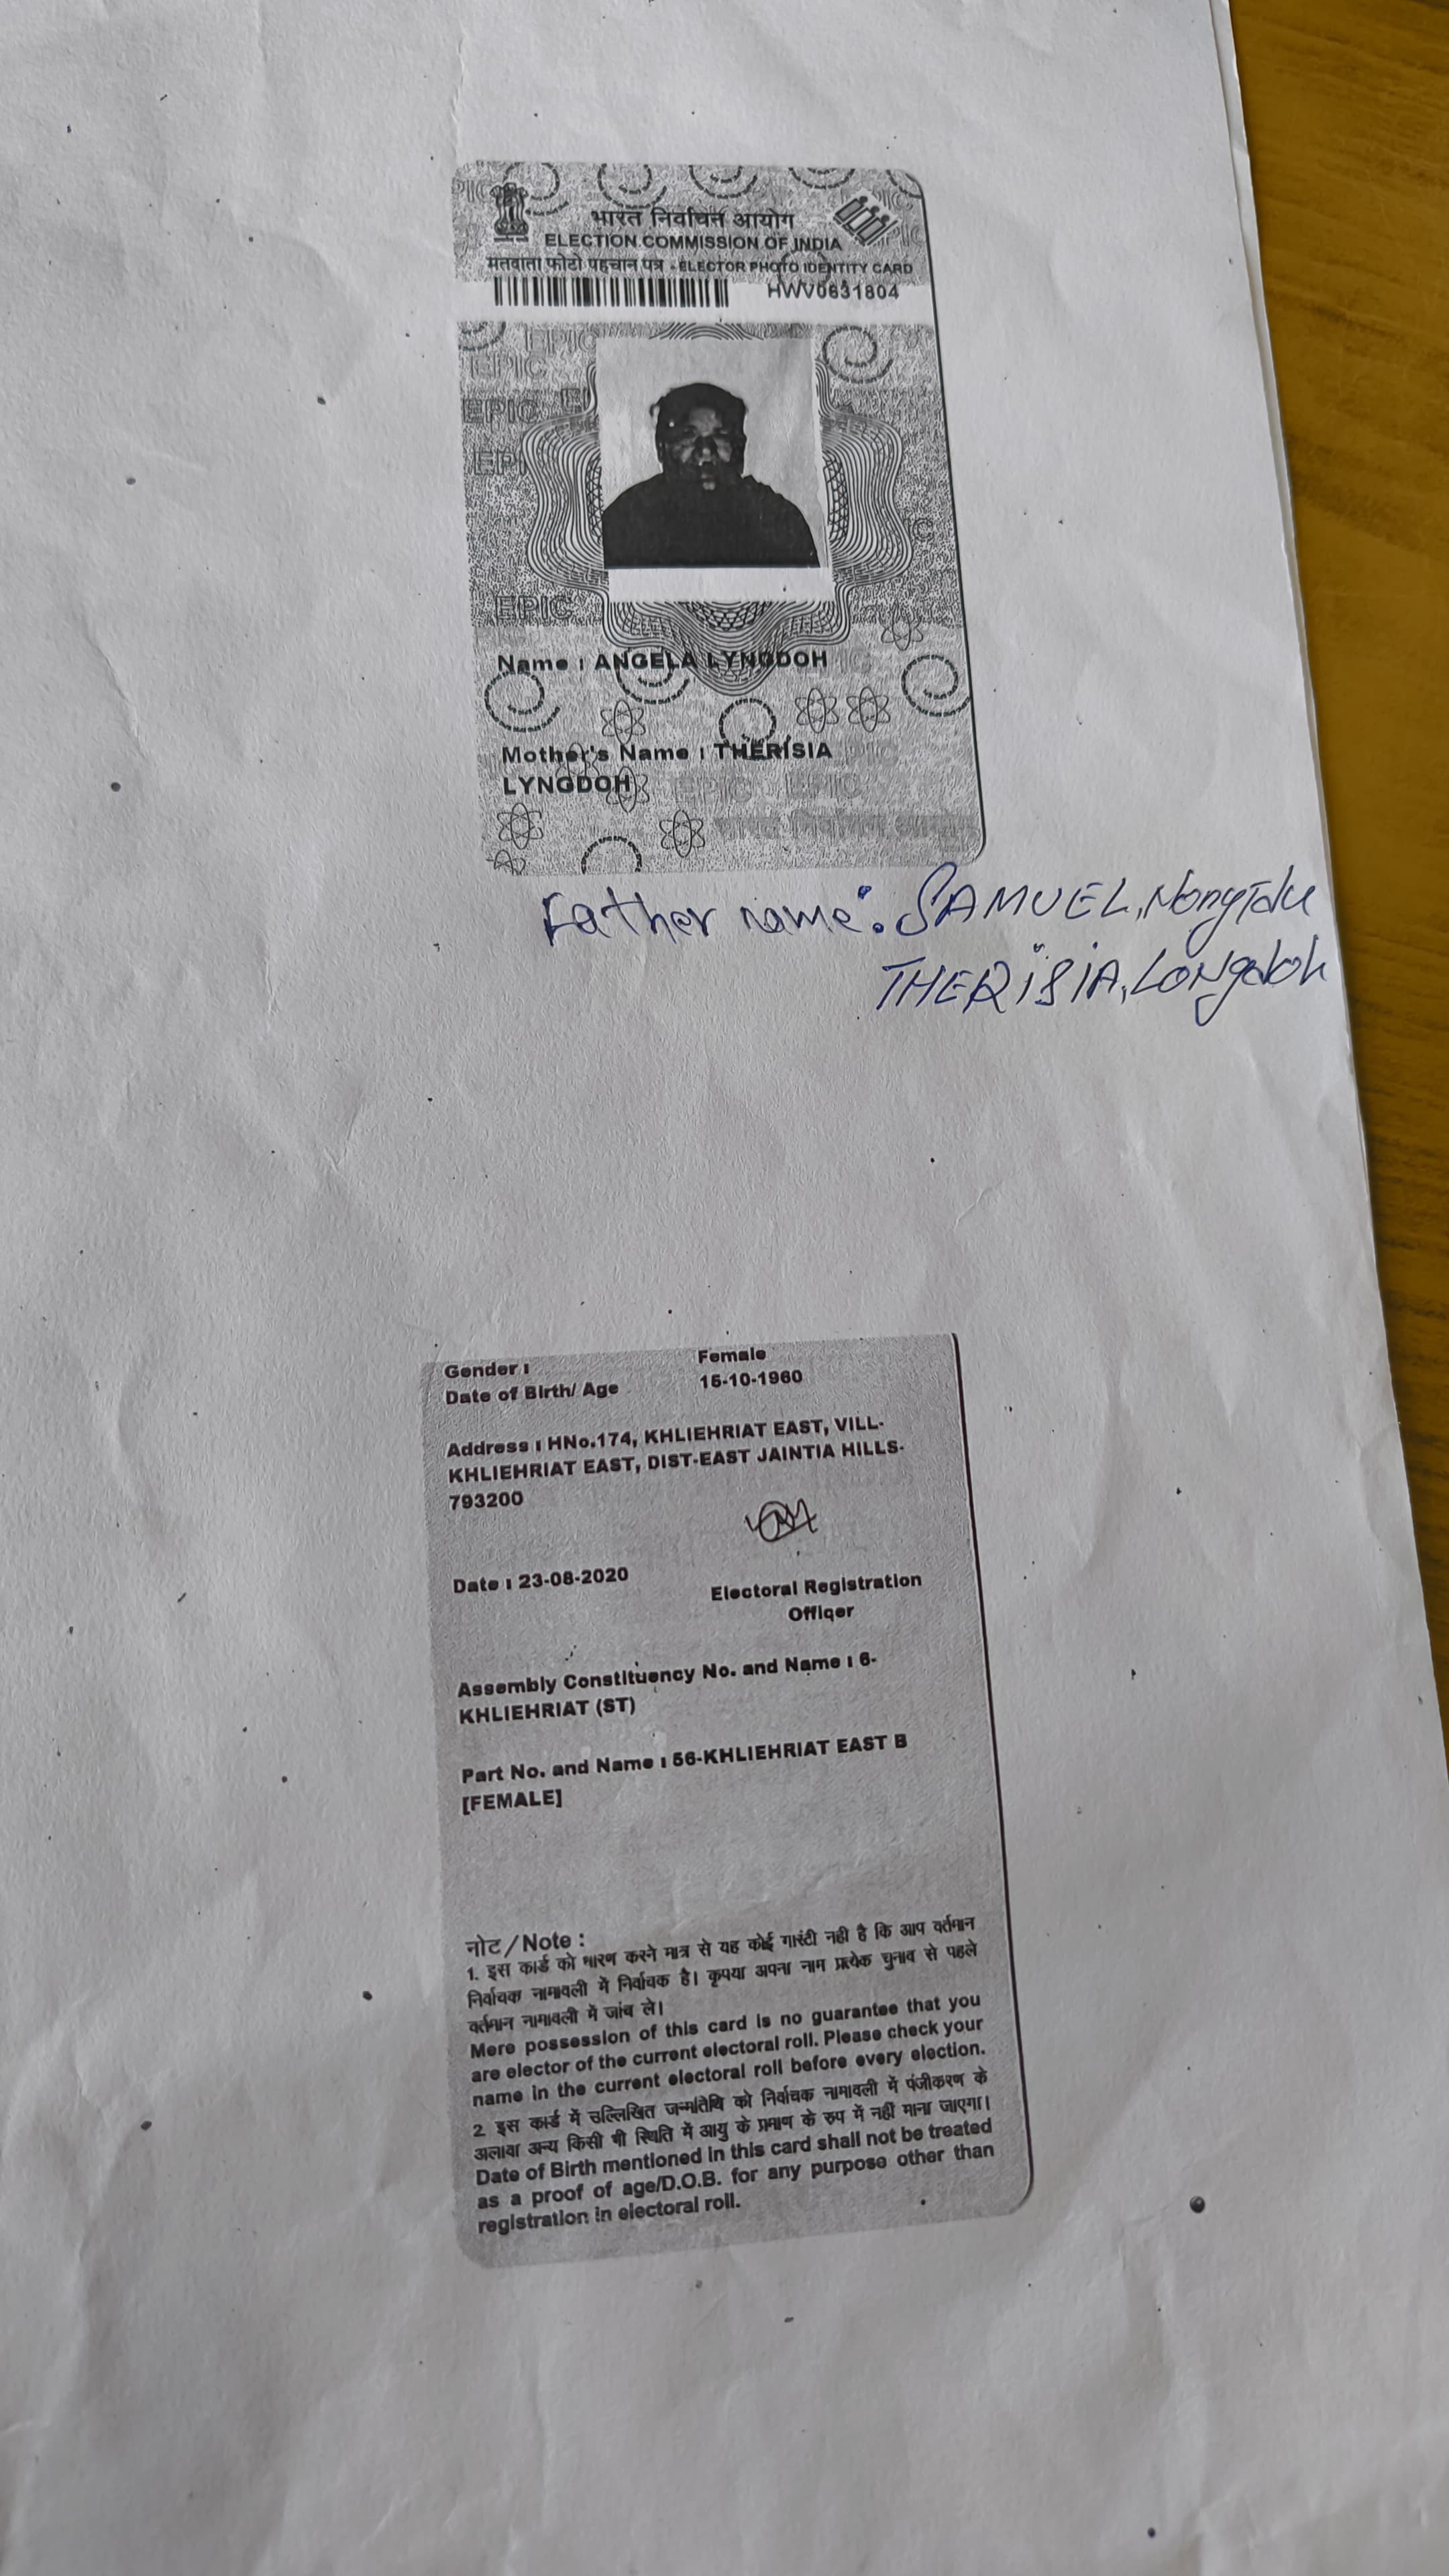 भारत निर्वाचन आयोग
ELECTION COMMISSION OF INDIA
मतदाता फोटो पहचान पत्र - ELECTOR PHOTO IDENTITY CARD
HWV0631804
EPIC
EPIC
EPIC
EPIC
Name : ANGELA LYNGDOH
Mother's Name : THERISIA
LYNGDOH
EPIC EPIC
Father name: SAMUEL, Nongtdu
THERISIA, Longdoh
Gender : Female
Date of Birth/ Age 15-10-1960
Address : HNo.174, KHLIEHRIAT EAST, VILL-
KHLIEHRIAT EAST, DIST-EAST JAINTIA HILLS-
793200
Date : 23-08-2020
Electoral Registration
Officer
Assembly Constituency No. and Name : 6-
KHLIEHRIAT (ST)
Part No. and Name : 56-KHLIEHRIAT EAST B
[FEMALE]
नोट / Note :
1. इस कार्ड को धारण करने मात्र से यह कोई गारंटी नही है कि आप वर्तमान
निर्वाचक नामावली में निर्वाचक है। कृपया अपना नाम प्रत्येक चुनाव से पहले
वर्तमान नामावली में जांच ले।
Mere possession of this card is no guarantee that you
are elector of the current electoral roll. Please check your
name in the current electoral roll before every election.
2. इस कार्ड में उल्लिखित जन्मतिथि को निर्वाचक नामावली में पंजीकरण के
अलावा अन्य किसी भी स्थिति में आयु के प्रमाण के रुप में नहीं माना जाएगा।
Date of Birth mentioned in this card shall not be treated
as a proof of age/D.O.B. for any purpose other than
registration in electoral roll.